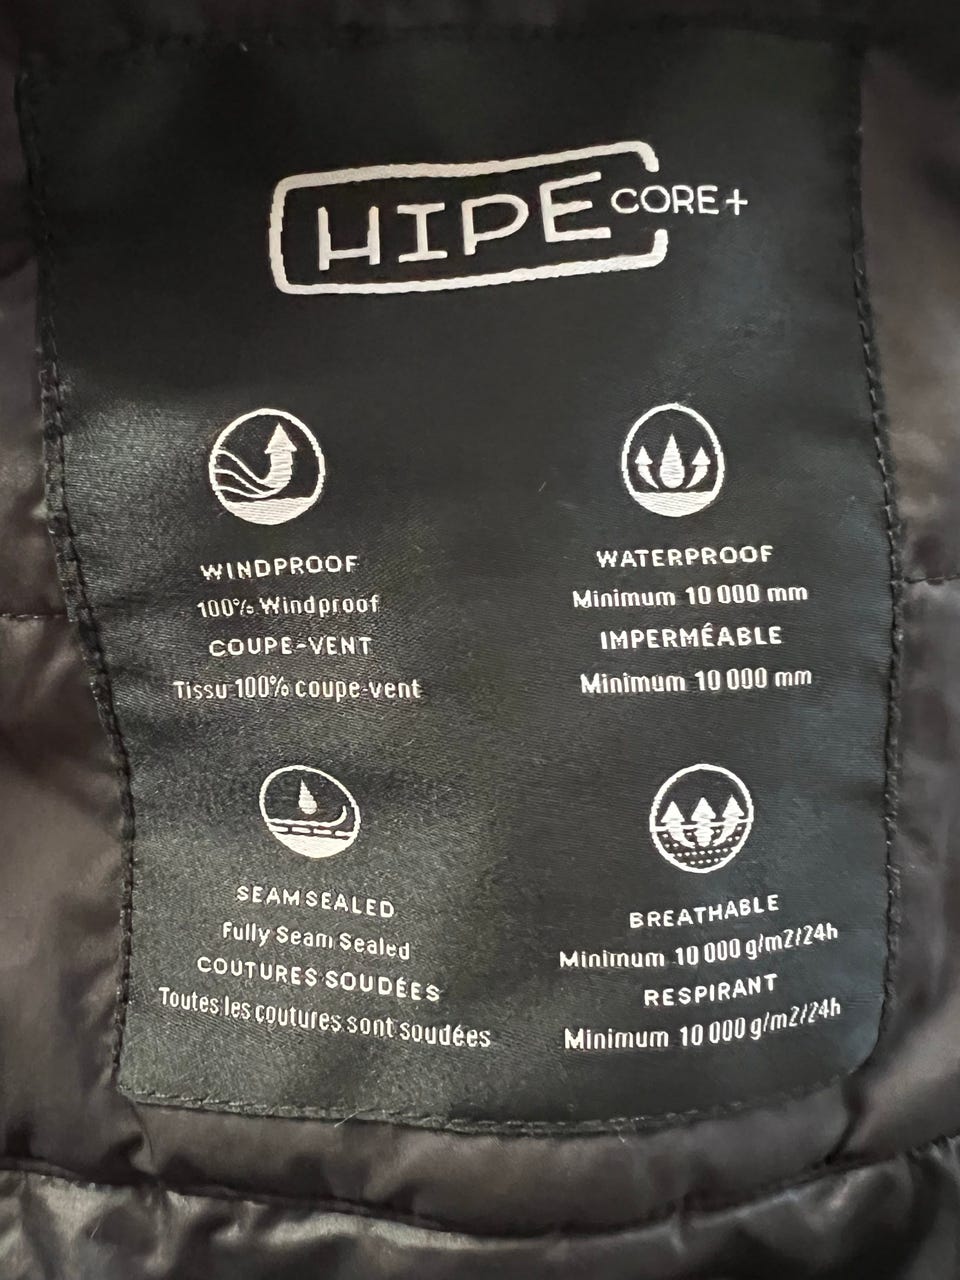 HIPE CORE+
WINDPROOF
100% Windproof
COUPE-VENT
Tissu 100% coupe-vent
WATERPROOF
Minimum 10 000 mm
IMPERMÉABLE
Minimum 10 000 mm
SEAM SEALED
Fully Seam Sealed
COUTURES SOUDÉES
Toutes les coutures sont soudées
BREATHABLE
Minimum 10 000 g/m2/24h
RESPIRANT
Minimum 10 000 g/m2/24h